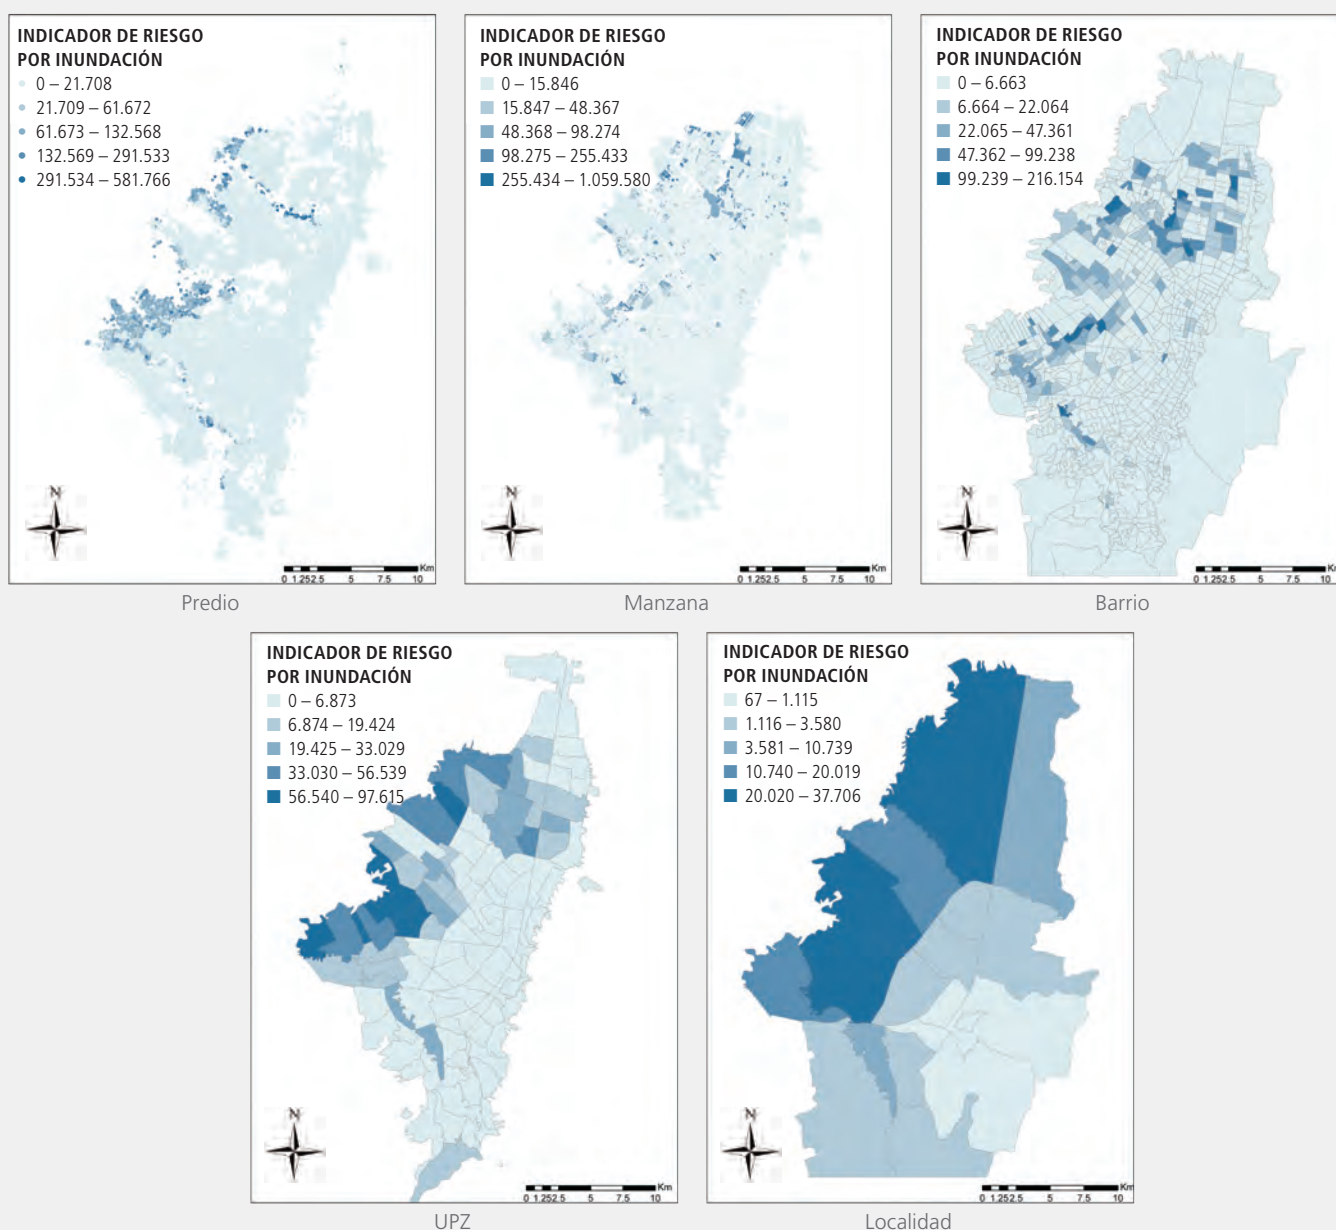 INDICADOR DE RIESGO
POR INUNDACIÓN
0 – 21.708
21.709 – 61.672
61.673 – 132.568
132.569 – 291.533
291.534 – 581.766
N
Km
0 1.252.5 5 7.5 10
Predio
INDICADOR DE RIESGO
POR INUNDACIÓN
0 – 15.846
15.847 – 48.367
48.368 – 98.274
98.275 – 255.433
255.434 – 1.059.580
N
Km
0 1.252.5 5 7.5 10
Manzana
INDICADOR DE RIESGO
POR INUNDACIÓN
0 – 6.663
6.664 – 22.064
22.065 – 47.361
47.362 – 99.238
99.239 – 216.154
N
Km
0 1.252.5 5 7.5 10
Barrio
INDICADOR DE RIESGO
POR INUNDACIÓN
0 – 6.873
6.874 – 19.424
19.425 – 33.029
33.030 – 56.539
56.540 – 97.615
N
Km
0 1.252.5 5 7.5 10
UPZ
INDICADOR DE RIESGO
POR INUNDACIÓN
67 – 1.115
1.116 – 3.580
3.581 – 10.739
10.740 – 20.019
20.020 – 37.706
N
Km
0 1.252.5 5 7.5 10
Localidad